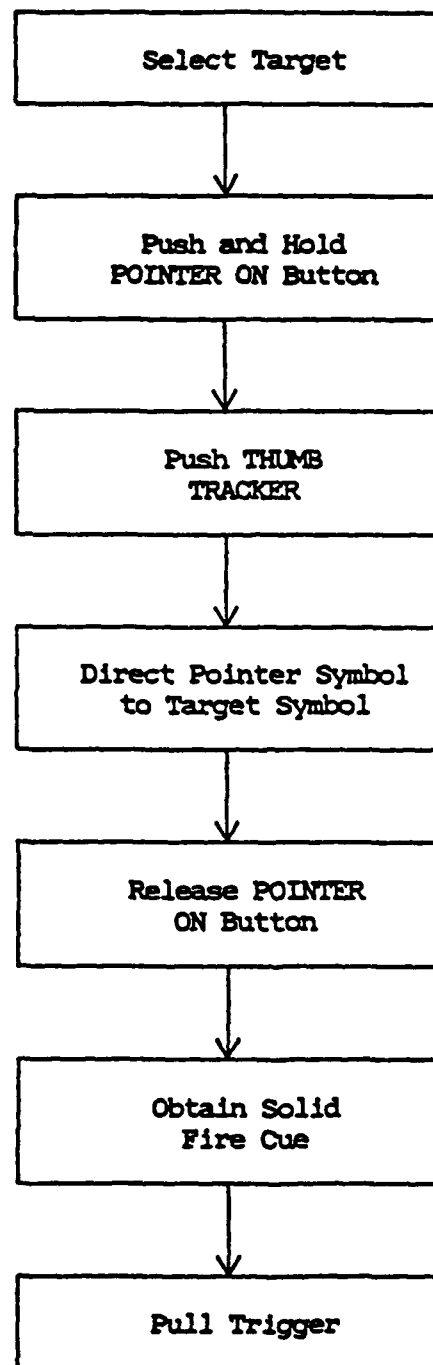 Select Target
Push and Hold
POINTER ON Button
Push THUMB
TRACKER
Direct Pointer Symbol
to Target Symbol
Release POINTER
ON Button
Obtain Solid
Fire Cue
Pull Trigger